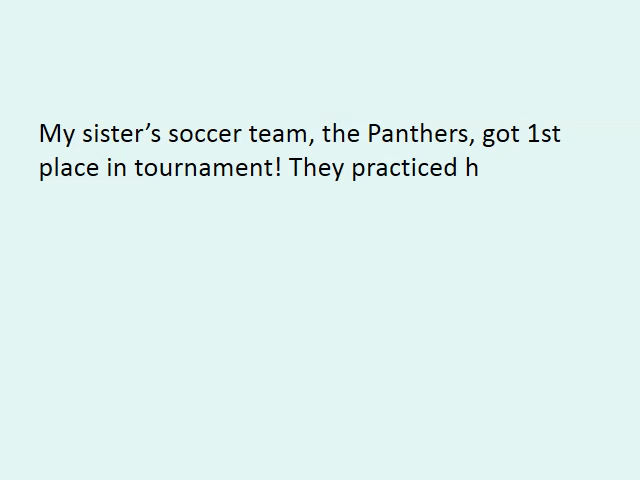 My sister’s soccer team, the Panthers, got 1st
place in tournament! They practiced h